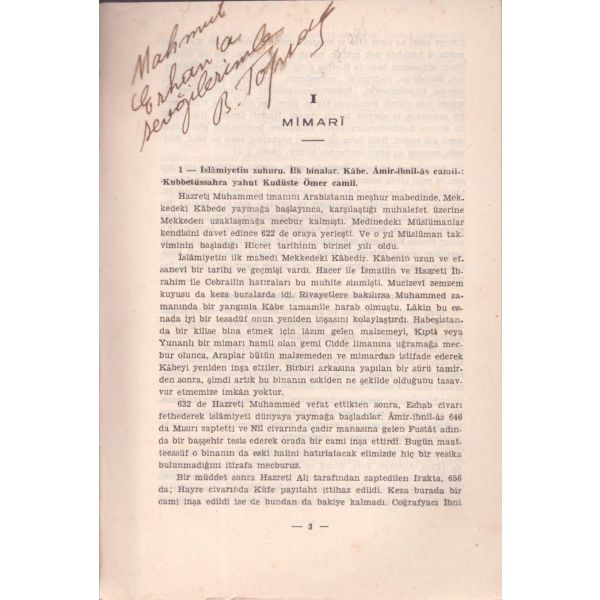 Mahmut
Erhan'a
sevgilerimle
B. Toprak
I
MİMARÎ
1 — İslâmiyetin zuhuru. İlk binalar. Kâbe. Âmir-ibnil-âs camii-:
Kubbetüssahra yahut Kudüste Ömer camii.
Hazreti Muhammed imanını Arabistanın meşhur mabedinde, Mek-
kedeki Kâbede yaymağa başlayınca, karşılaştığı muhalefet üzerine
Mekkeden uzaklaşmağa mecbur kalmıştı. Medinedeki Müslümanlar
kendisini davet edince 622 de oraya yerleşti. Ve o yıl Müslüman tak-
viminin başladığı Hicret tarihinin birinci yılı oldu.
İslâmiyetin ilk mabedi Mekkedeki Kâbedir. Kâbenin uzun ve ef-
sanevi bir tarihi ve geçmişi vardı. Hacer ile İsmailin ve Hazreti İb-
rahim ile Cebrailin hatıraları bu muhite sinmişti. Mucizevî zemzem
kuyusu da keza buralarda idi. Rivayetlere bakılırsa Muhammed za-
manında bir yangınla Kâbe tamamile harab olmuştu. Lâkin bu es-
nada iyi bir tesadüf onun yeniden inşasını kolaylaştırdı. Habeşistan-
da bir kilise bina etmek için lâzım gelen malzemeyi, Kıpti veya
Yunanlı bir mimarı hamil olan gemi Cidde limanına uğramağa mec-
bur olunca, Araplar bütün malzemeden ve mimardan istifade ederek
Kâbeyi yeniden inşa ettiler. Birbiri arkasına yapılan bir sürü tamir-
den sonra, şimdi artık bu binanın eskiden ne şekilde olduğunu tasav-
vur etmemize imkân yoktur.
632 de Hazreti Muhammed vefat ettikten sonra, Eshab civarı
fethederek islâmiyeti dünyaya yaymağa başladılar. Âmir-ibnil-âs 640
da Mısırı zaptetti ve Nil civarında çadır manasına gelen Fustât adın-
da bir başşehir tesis ederek orada bir cami inşa ettirdi. Bugün maat-
teessüf o binanın da eski halini hatırlatacak elimizde hiç bir vesika
bulunmadığını itirafa mecburuz.
Bir müddet sonra Hazreti Ali tarafından zaptedilen Irakta, 656
da; Hayre civarında Kûfe payıtaht ittihaz edildi. Keza burada bir
cami inşa edildi ise de bundan da bakiye kalmadı. Coğrafyacı İbni
— 3 —